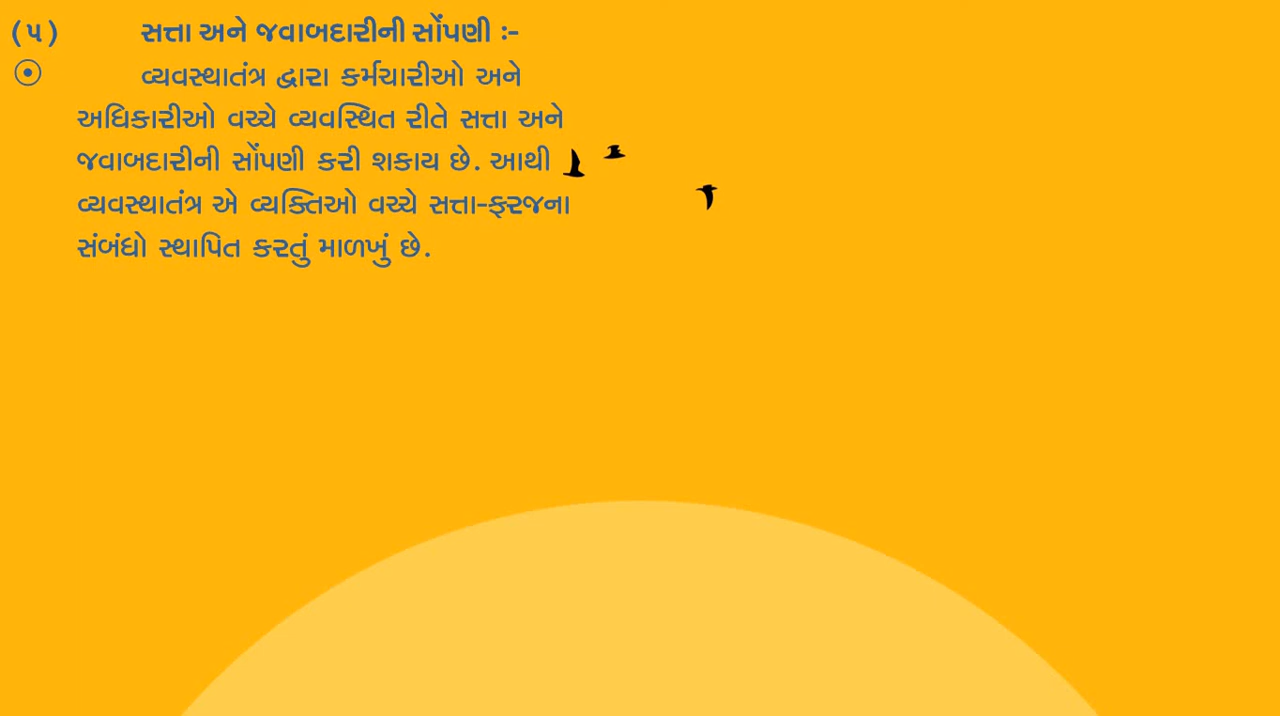 (૫) સત્તા અને જવાબદારીની સોંપણી :-
⊙ વ્યવસ્થાતંત્ર દ્વારા કર્મચારીઓ અને
અધિકારીઓ વચ્ચે વ્યવસ્થિત રીતે સત્તા અને
જવાબદારીની સોંપણી કરી શકાય છે. આથી
વ્યવસ્થાતંત્ર એ વ્યક્તિઓ વચ્ચે સત્તા-ફરજના
સંબંધો સ્થાપિત કરતું માળખું છે.